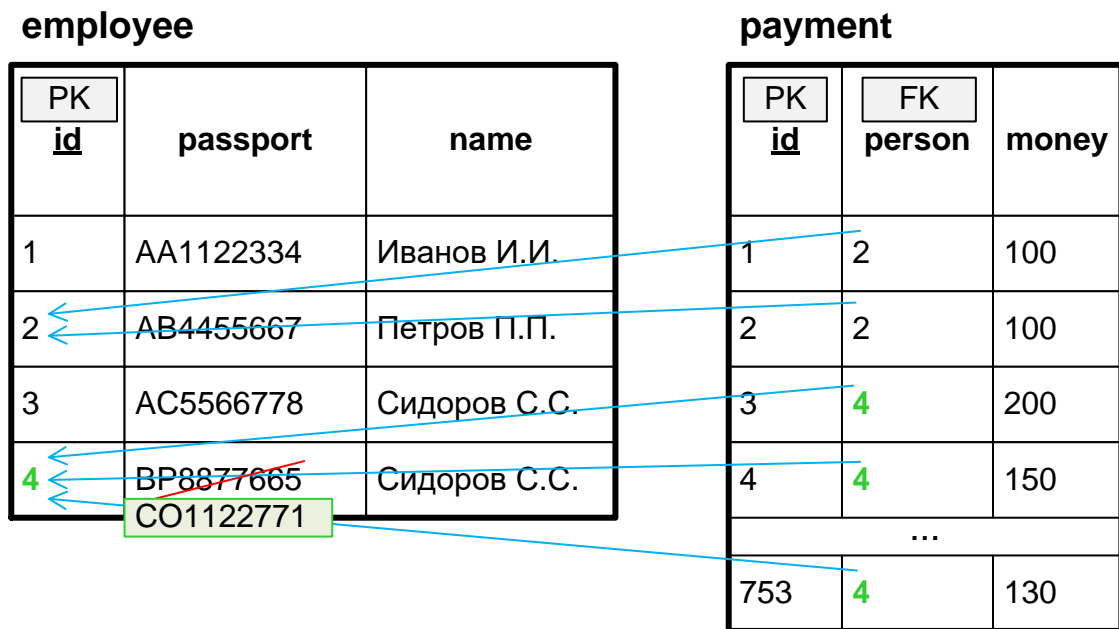 employee
PK
id passport name
1 AA1122334 Иванов И.И.
2 AB4455667 Петров П.П.
3 AC5566778 Сидоров С.С.
4 BP8877665 Сидоров С.С.
CO1122771
payment
PK FK
id person money
1 2 100
2 2 100
3 4 200
4 4 150
...
753 4 130